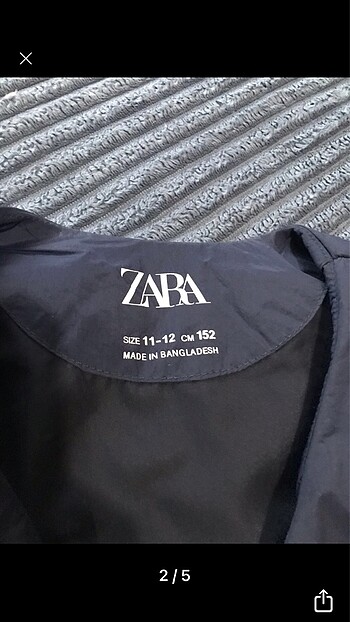 ZARA
SIZE 11-12 CM 152
MADE IN BANGLADESH
2/5